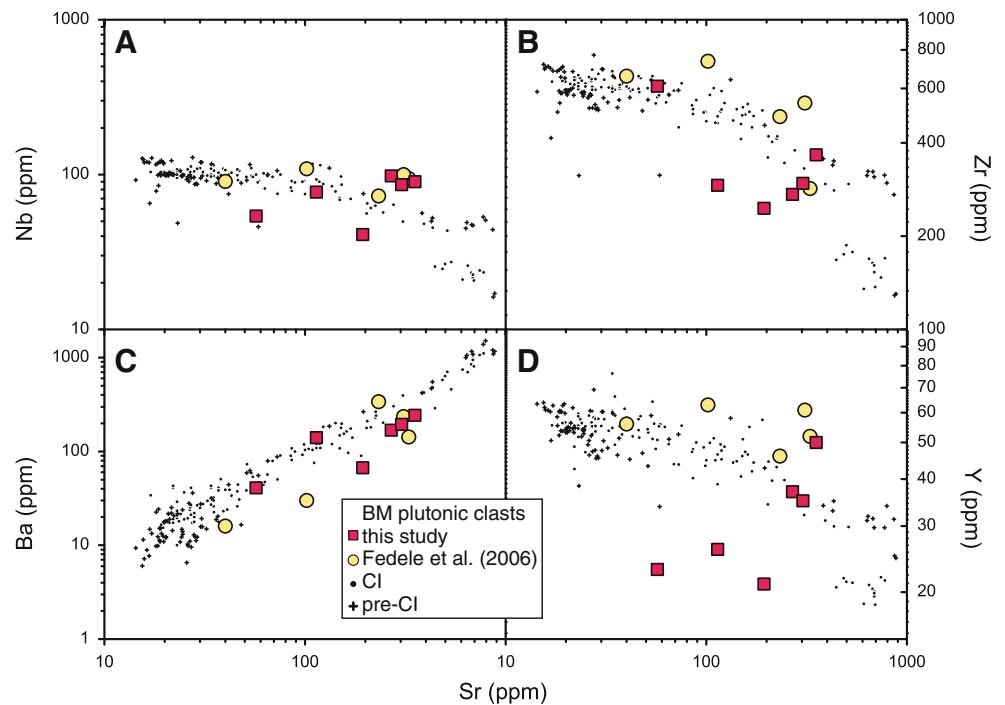 1000
100
10
Nb (ppm)
A
B
1000
800
600
400
200
100
Zr (ppm)
C
1000
100
10
1
Ba (ppm)
D
90
80
70
60
50
40
30
20
Y (ppm)
BM plutonic clasts
this study
Fedele et al. (2006)
CI
pre-CI
10
100
10
100
1000
Sr (ppm)